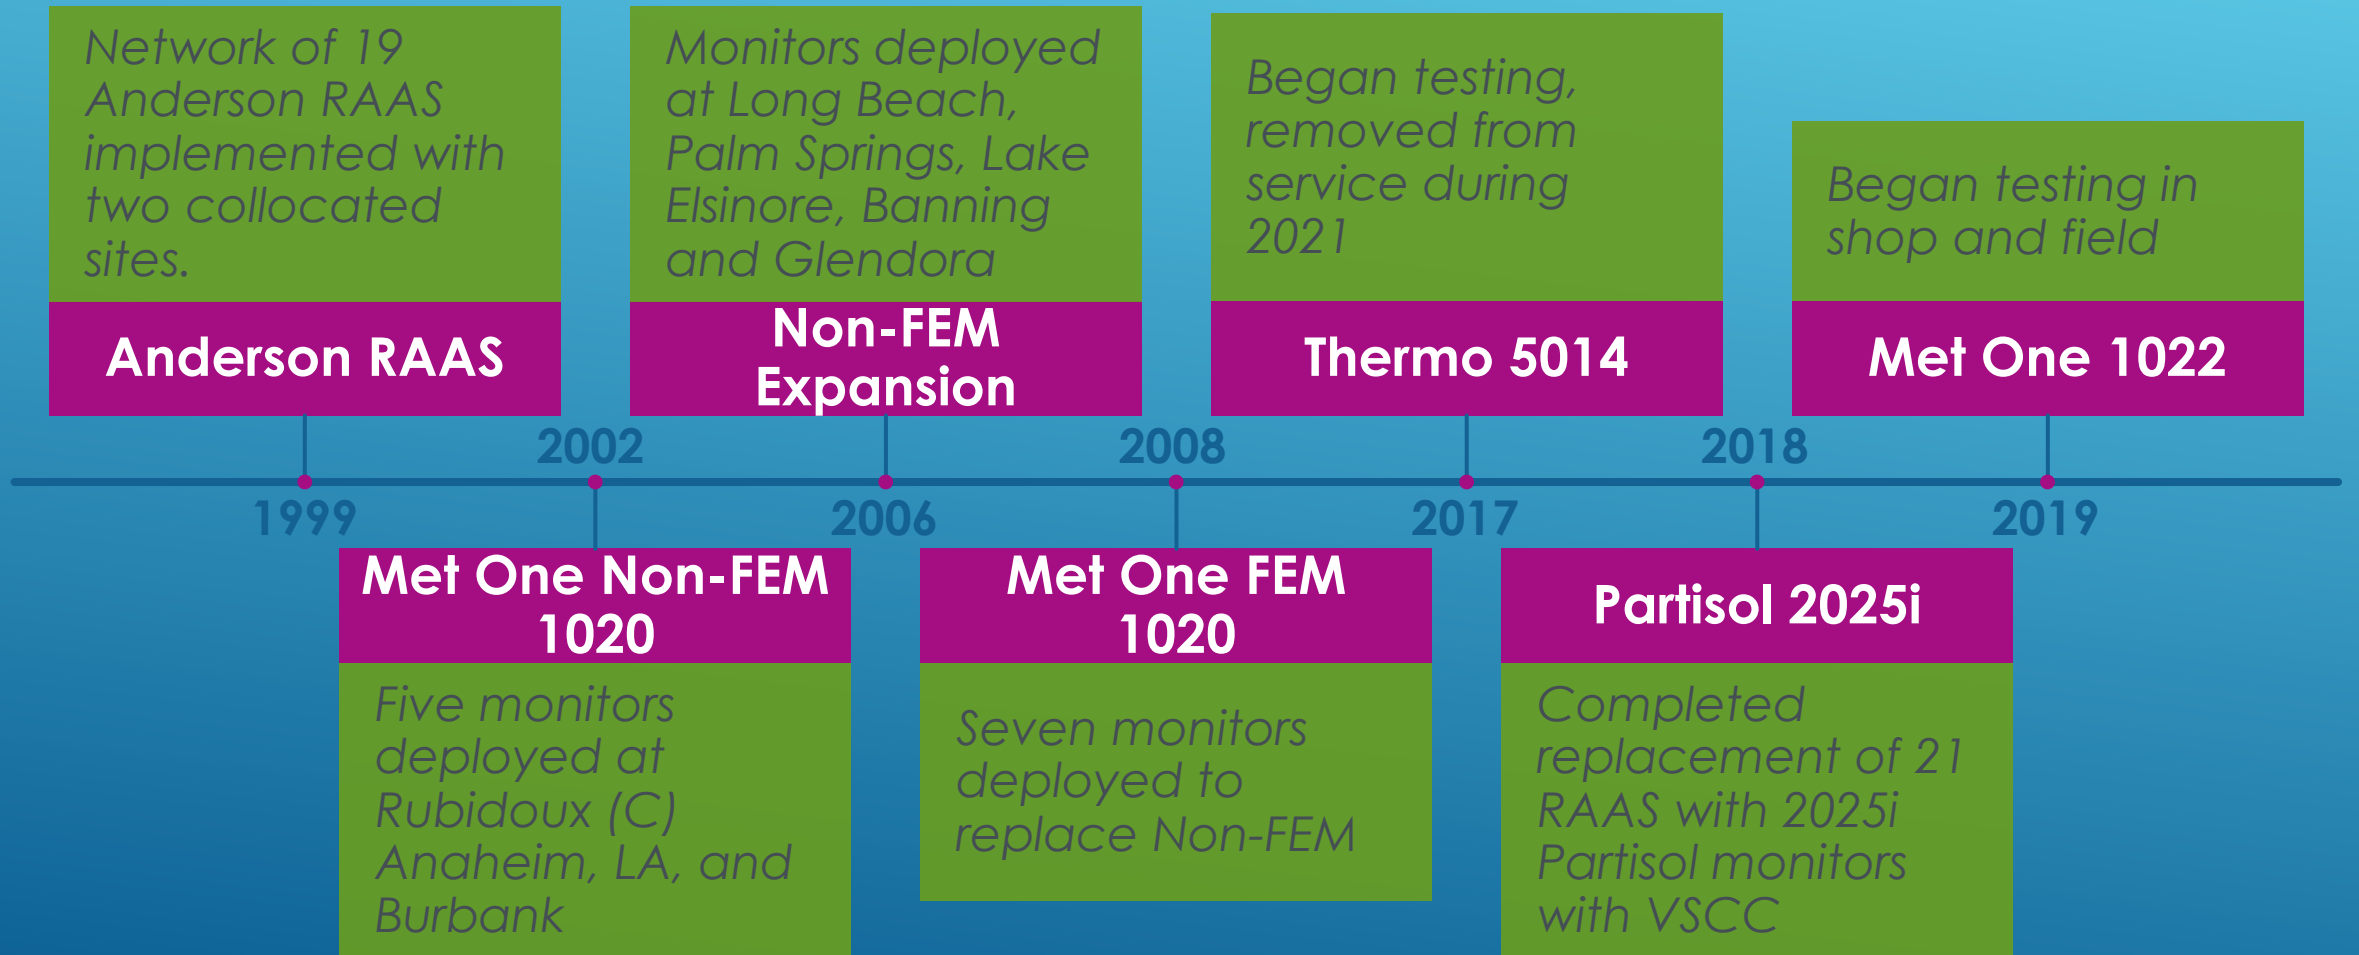 Network of 19
Anderson RAAS
implemented with
two collocated
sites.
Anderson RAAS
1999
2002
Met One Non-FEM
1020
Five monitors
deployed at
Rubidoux (C)
Anaheim, LA, and
Burbank
Monitors deployed
at Long Beach,
Palm Springs, Lake
Elsinore, Banning
and Glendora
Non-FEM
Expansion
2006
2008
Met One FEM
1020
Seven monitors
deployed to
replace Non-FEM
Began testing,
removed from
service during
2021
Thermo 5014
2017
2018
Partisol 2025i
Completed
replacement of 21
RAAS with 2025i
Partisol monitors
with VSCC
Began testing in
shop and field
Met One 1022
2019